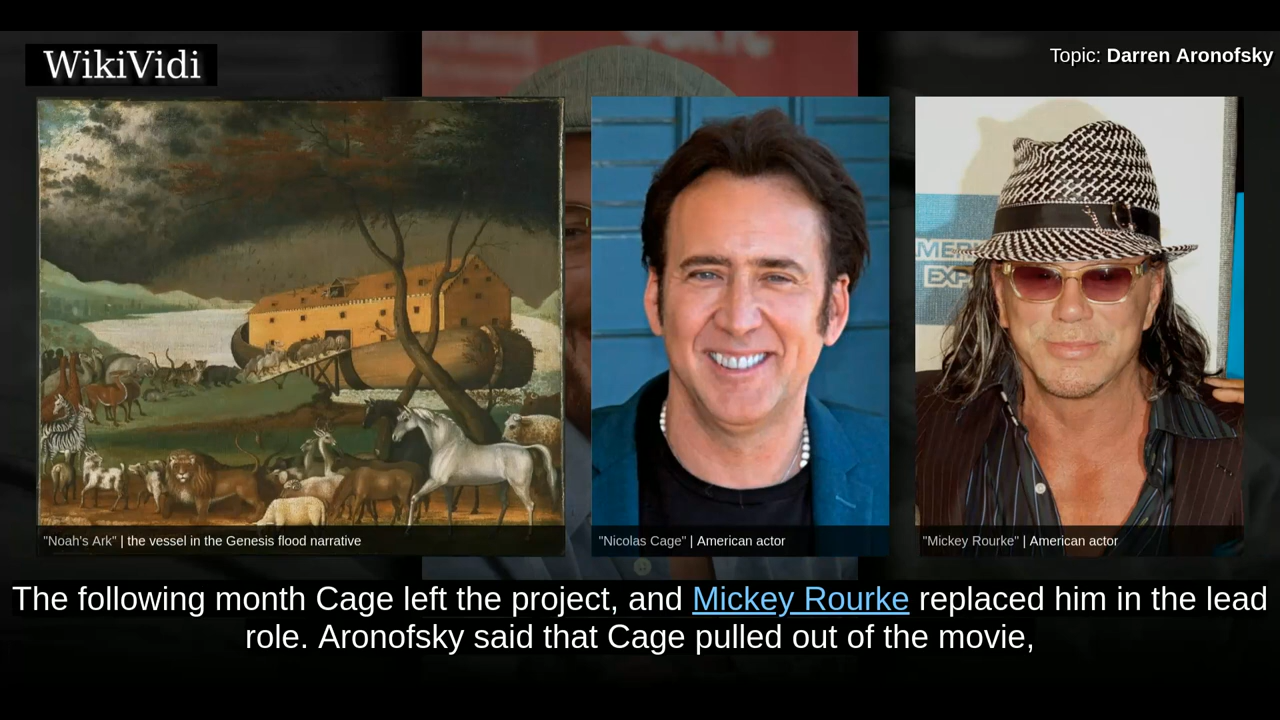 WikiVidi
Topic: Darren Aronofsky
AMERI
EXP
"Noah's Ark" | the vessel in the Genesis flood narrative
"Nicolas Cage" | American actor
"Mickey Rourke" | American actor
The following month Cage left the project, and Mickey Rourke replaced him in the lead
role. Aronofsky said that Cage pulled out of the movie,